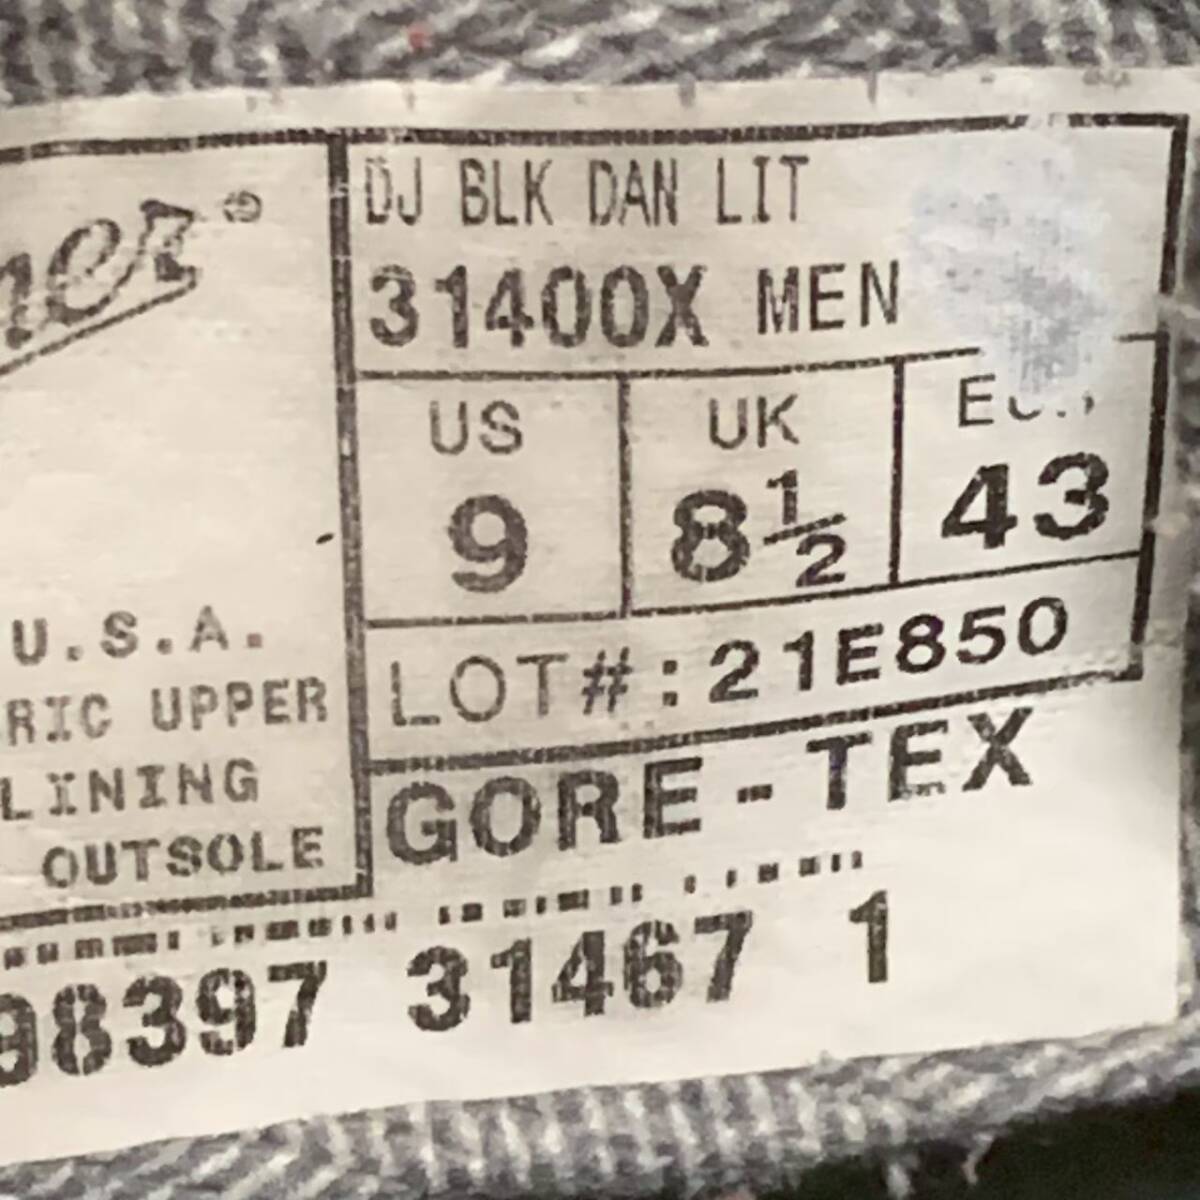 DJ BLK DAN LIT
31400X MEN
US UK
9 8 1/2 43
LOT#: 21E850
GORE-TEX
U.S.A.
UPPER
LINING
OUTSOLE
98397 31467 1